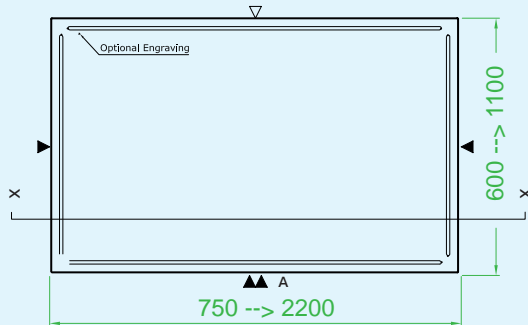 Optional Engraving
600 --> 1100
X
X
A
750 --> 2200